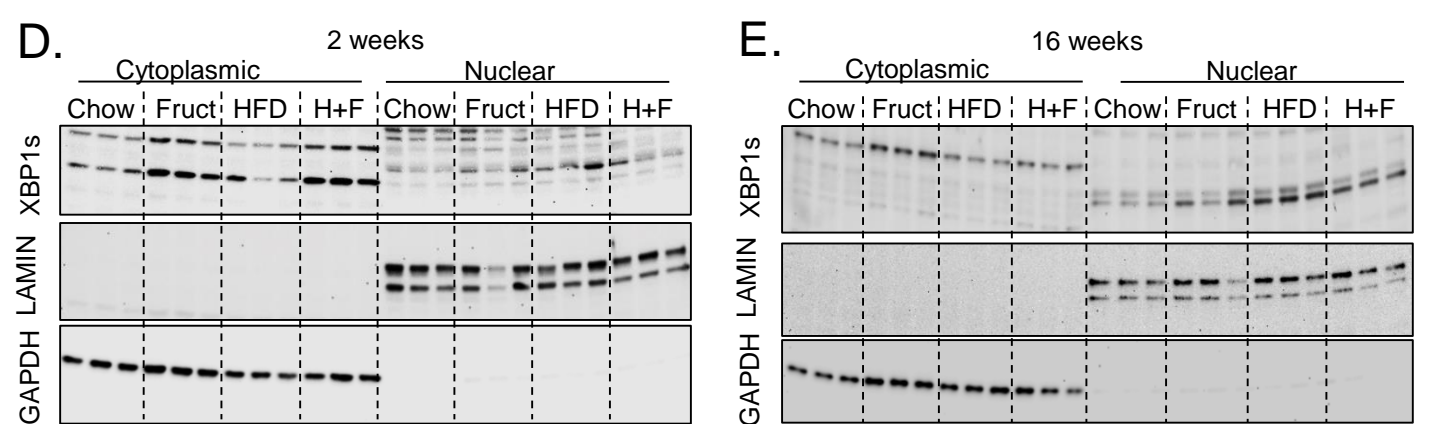 D.
2 weeks
Cytoplasmic Nuclear
Chow Fruct HFD H+F Chow Fruct HFD H+F
XBP1s
LAMIN
GAPDH
E.
16 weeks
Cytoplasmic Nuclear
Chow Fruct HFD H+F Chow Fruct HFD H+F
XBP1s
LAMIN
GAPDH